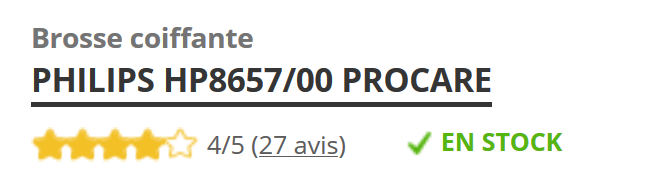 Brosse coiffante
PHILIPS HP8657/00 PROCARE
4/5 (27 avis) EN STOCK